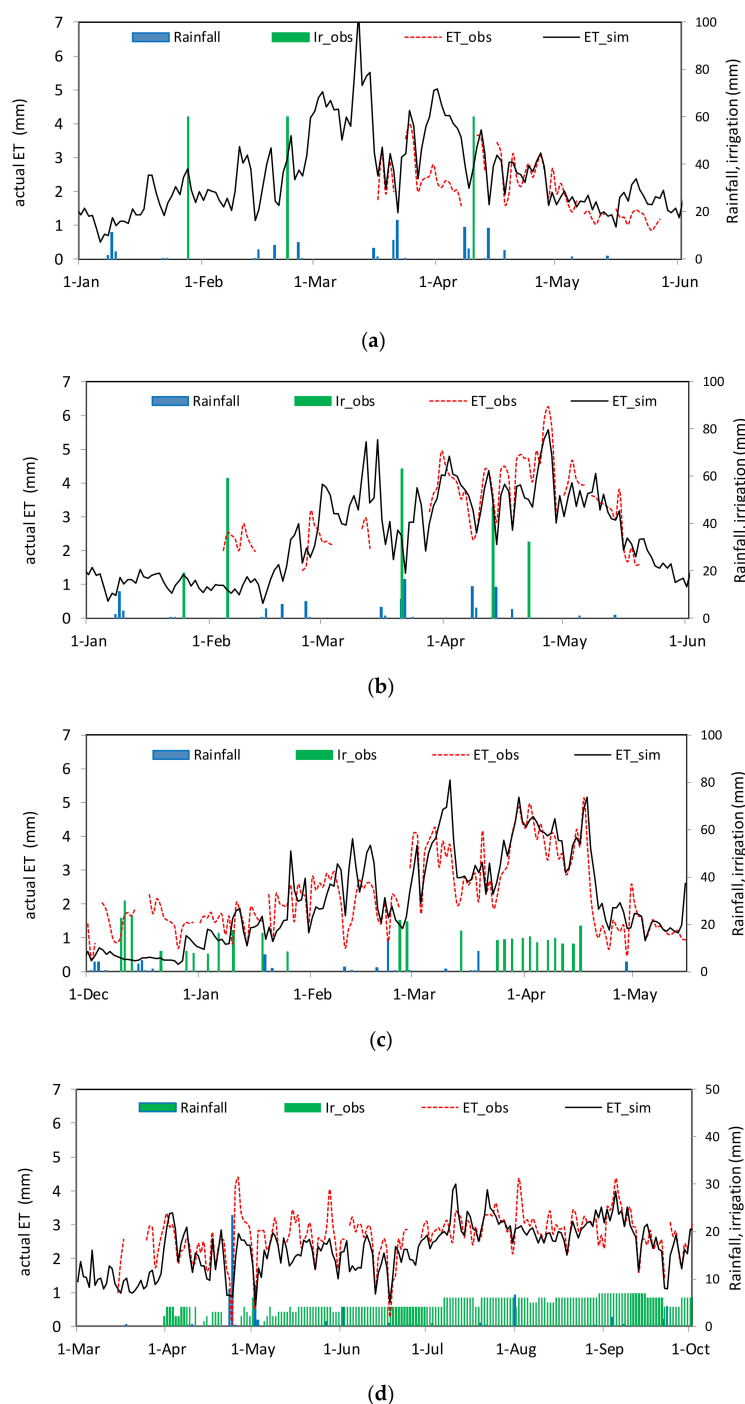 7 100
Rainfall Ir_obs ET_obs ET_sim
6
80
5
60
4
3
40
2
20
1
0 0
actual ET (mm)
Rainfall, irrigation (mm)
1-Jan 1-Feb 1-Mar 1-Apr 1-May 1-Jun
(a)
7 100
Rainfall Ir_obs ET_obs ET_sim
6
80
5
60
4
3
40
2
20
1
0 0
actual ET (mm)
Rainfall, irrigation (mm)
1-Jan 1-Feb 1-Mar 1-Apr 1-May 1-Jun
(b)
7 100
Rainfall Ir_obs ET_obs ET_sim
6
80
5
60
4
3
40
2
20
1
0 0
actual ET (mm)
Rainfall, irrigation (mm)
1-Dec 1-Jan 1-Feb 1-Mar 1-Apr 1-May
(c)
7 50
Rainfall Ir_obs ET_obs ET_sim
6
40
5
30
4
3
20
2
10
1
0 0
actual ET (mm)
Rainfall, irrigation (mm)
1-Mar 1-Apr 1-May 1-Jun 1-Jul 1-Aug 1-Sep 1-Oct
(d)